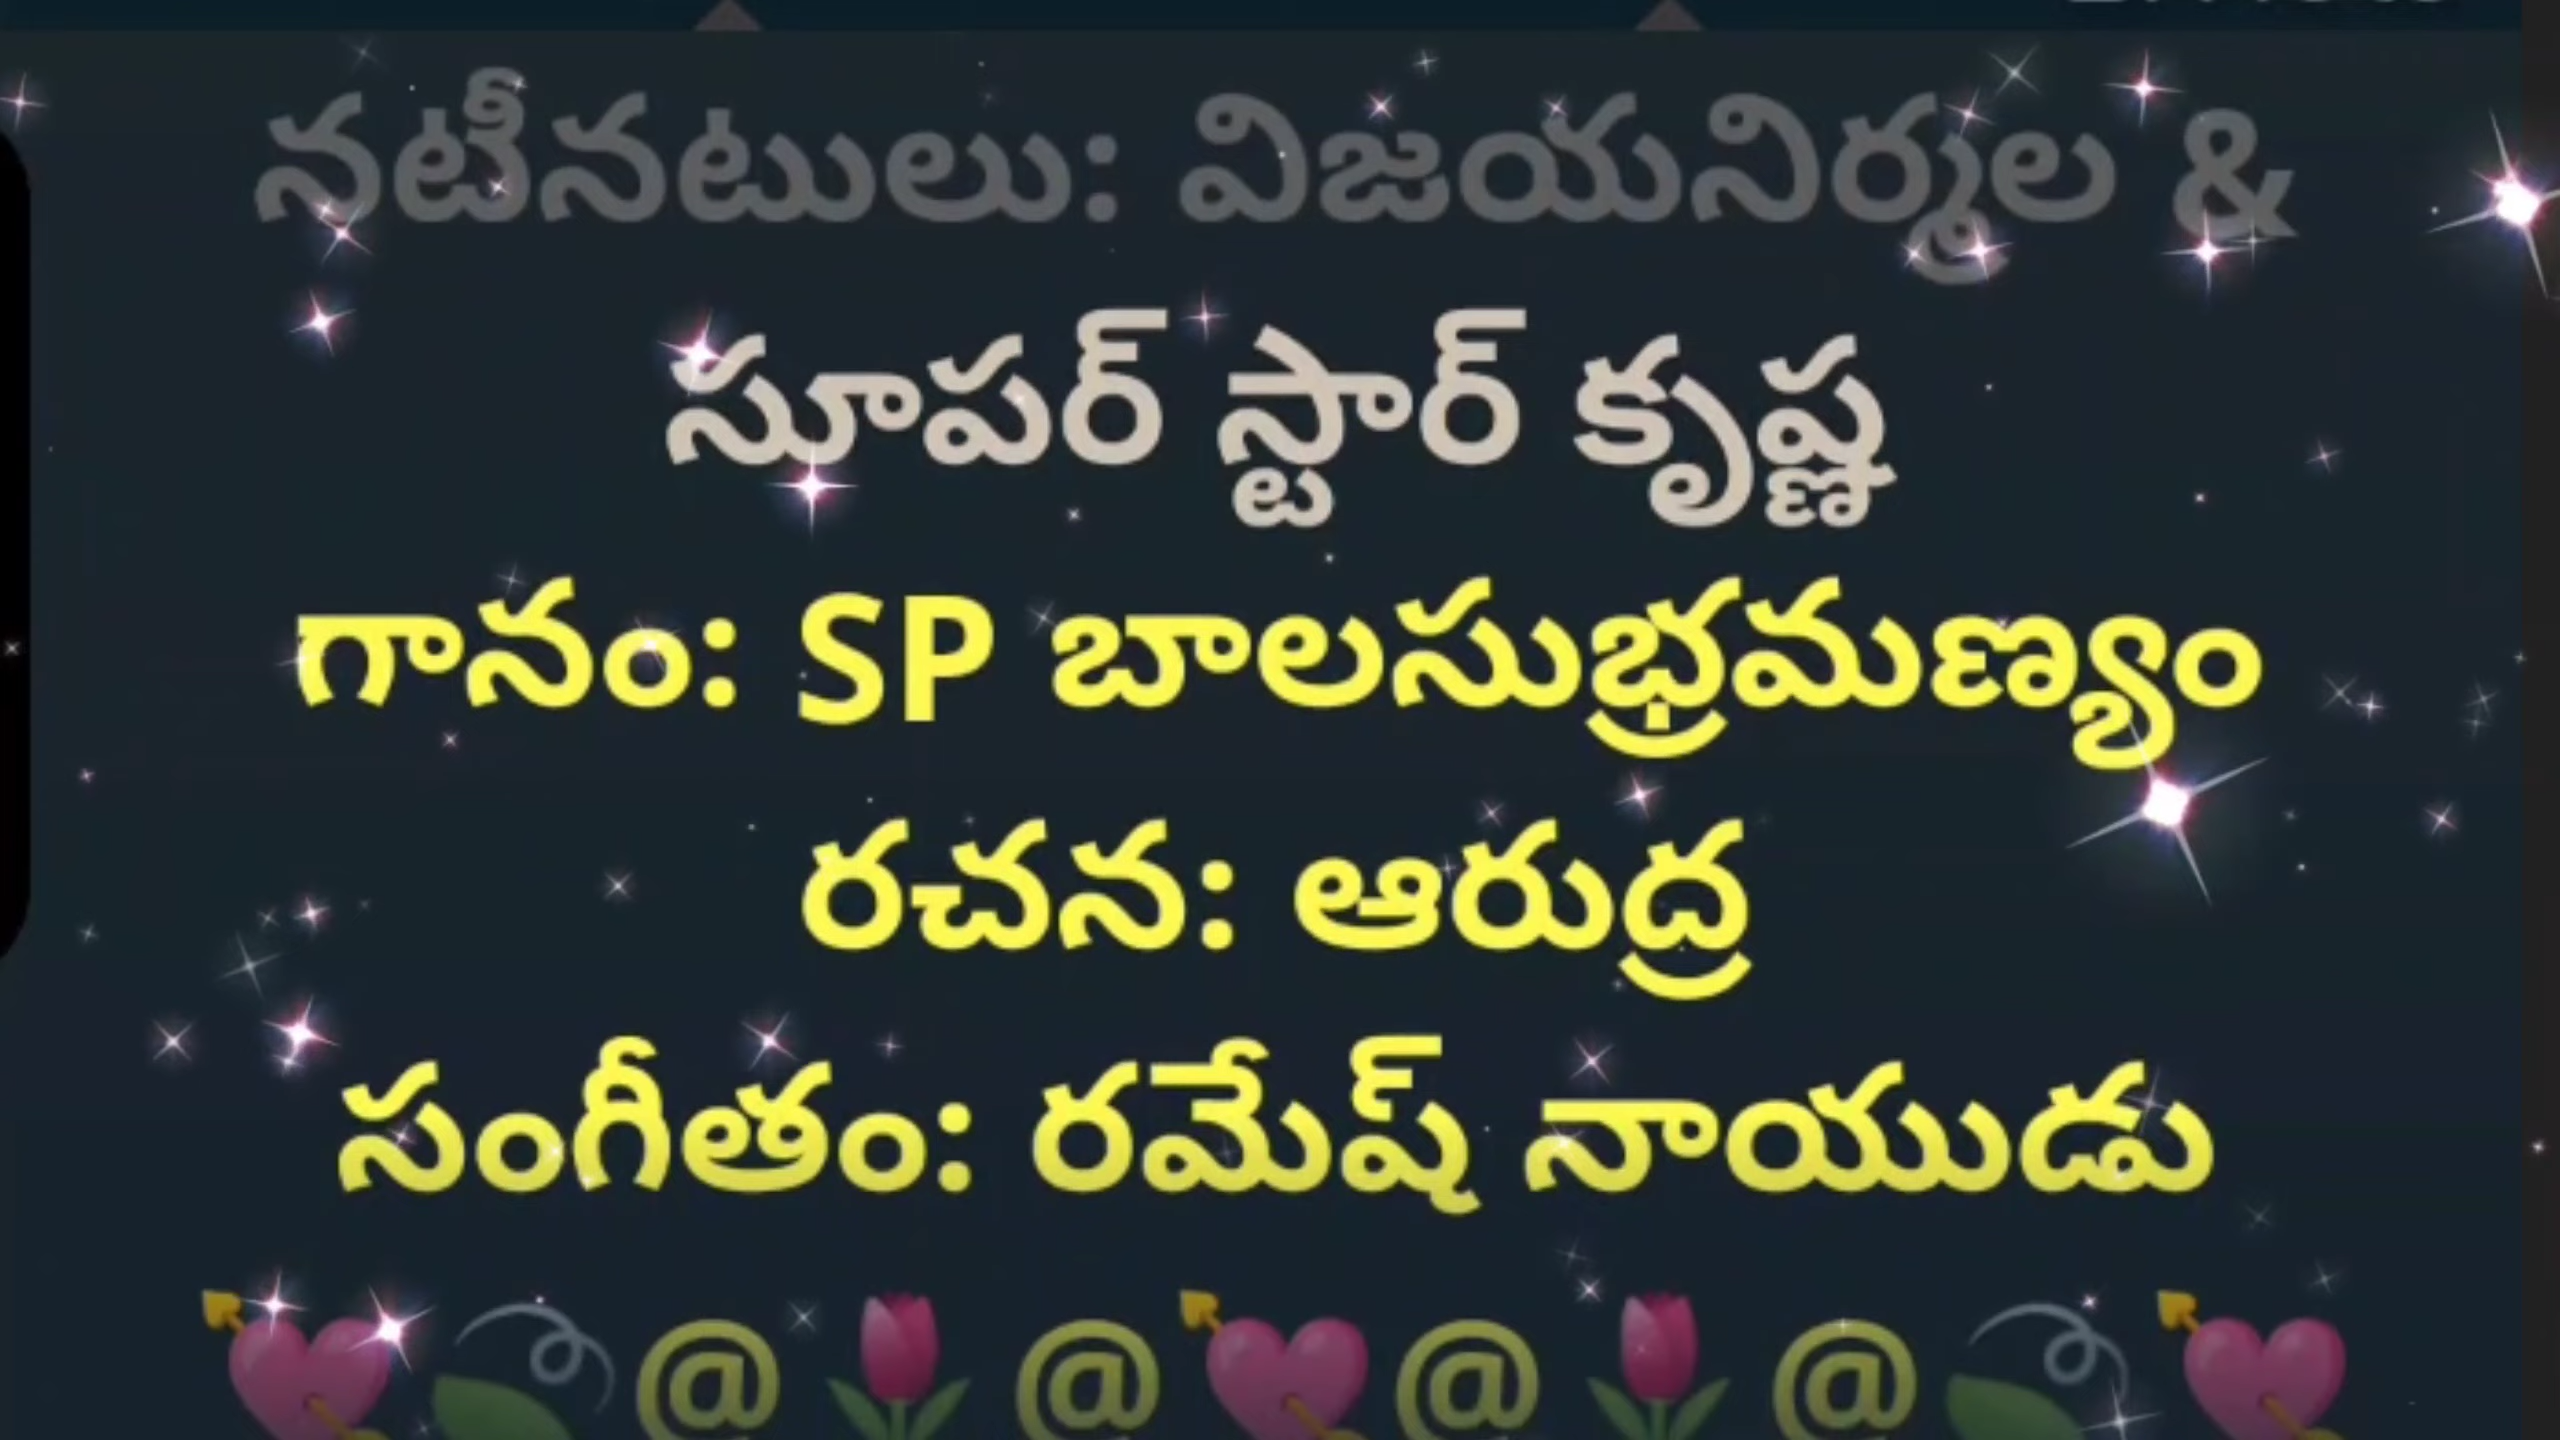 నటీనటులు: విజయనిర్మల &
సూపర్ స్టార్ కృష్ణ
గానం: SP బాలసుభ్రమణ్యం
రచన: ఆరుద్ర
సంగీతం: రమేష్ నాయుడు
@ @ @ @